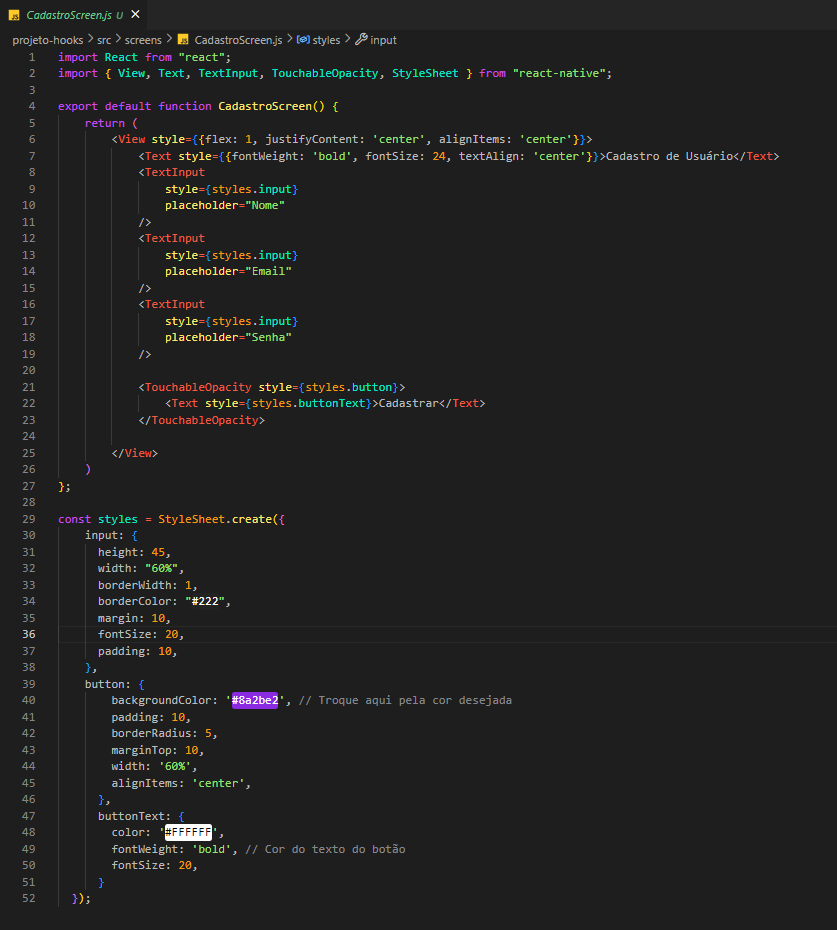 CadastroScreen.js U ×
projeto-hooks > src > screens > JS CadastroScreen.js > styles > input
1 import React from "react";
2 import { View, Text, TextInput, TouchableOpacity, StyleSheet } from "react-native";
3
4 export default function CadastroScreen() {
5     return (
6         <View style={{flex: 1, justifyContent: 'center', alignItems: 'center'}}>
7             <Text style={{fontWeight: 'bold', fontSize: 24, textAlign: 'center'}}>Cadastro de Usuário</Text>
8             <TextInput
9                 style={styles.input}
10                 placeholder="Nome"
11             />
12             <TextInput
13                 style={styles.input}
14                 placeholder="Email"
15             />
16             <TextInput
17                 style={styles.input}
18                 placeholder="Senha"
19             />
20
21             <TouchableOpacity style={styles.button}>
22                 <Text style={styles.buttonText}>Cadastrar</Text>
23             </TouchableOpacity>
24
25         </View>
26     )
27 };
28
29 const styles = StyleSheet.create({
30     input: {
31       height: 45,
32       width: "60%",
33       borderWidth: 1,
34       borderColor: "#222",
35       margin: 10,
36       fontSize: 20,
37       padding: 10,
38     },
39     button: {
40         backgroundColor: '#8a2be2', // Troque aqui pela cor desejada
41         padding: 10,
42         borderRadius: 5,
43         marginTop: 10,
44         width: '60%',
45         alignItems: 'center',
46       },
47       buttonText: {
48         color: '#FFFFFF',
49         fontWeight: 'bold', // Cor do texto do botão
50         fontSize: 20,
51       }
52   });